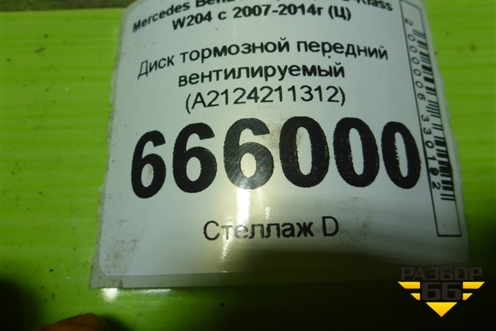 Mercedes Benz
W204 с 2007-2014г (Ц)
Диск тормозной передний
вентилируемый
(A2124211312)
666000
Стеллаж D
РАЗБОР
66